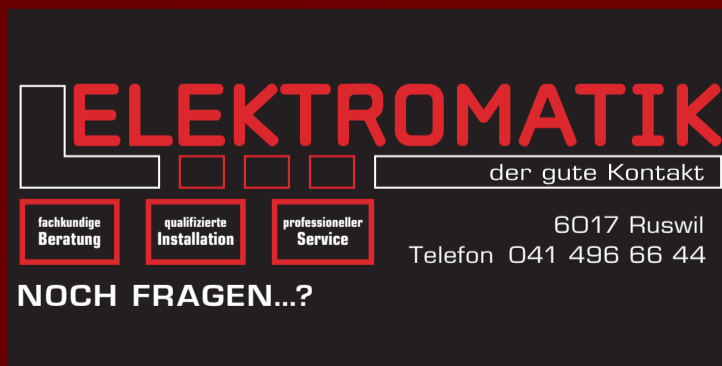 ELEKTROMATIK
der gute Kontakt
fachkundige
Beratung
qualifizierte
Installation
professioneller
Service
6017 Ruswil
Telefon 041 496 66 44
NOCH FRAGEN...?